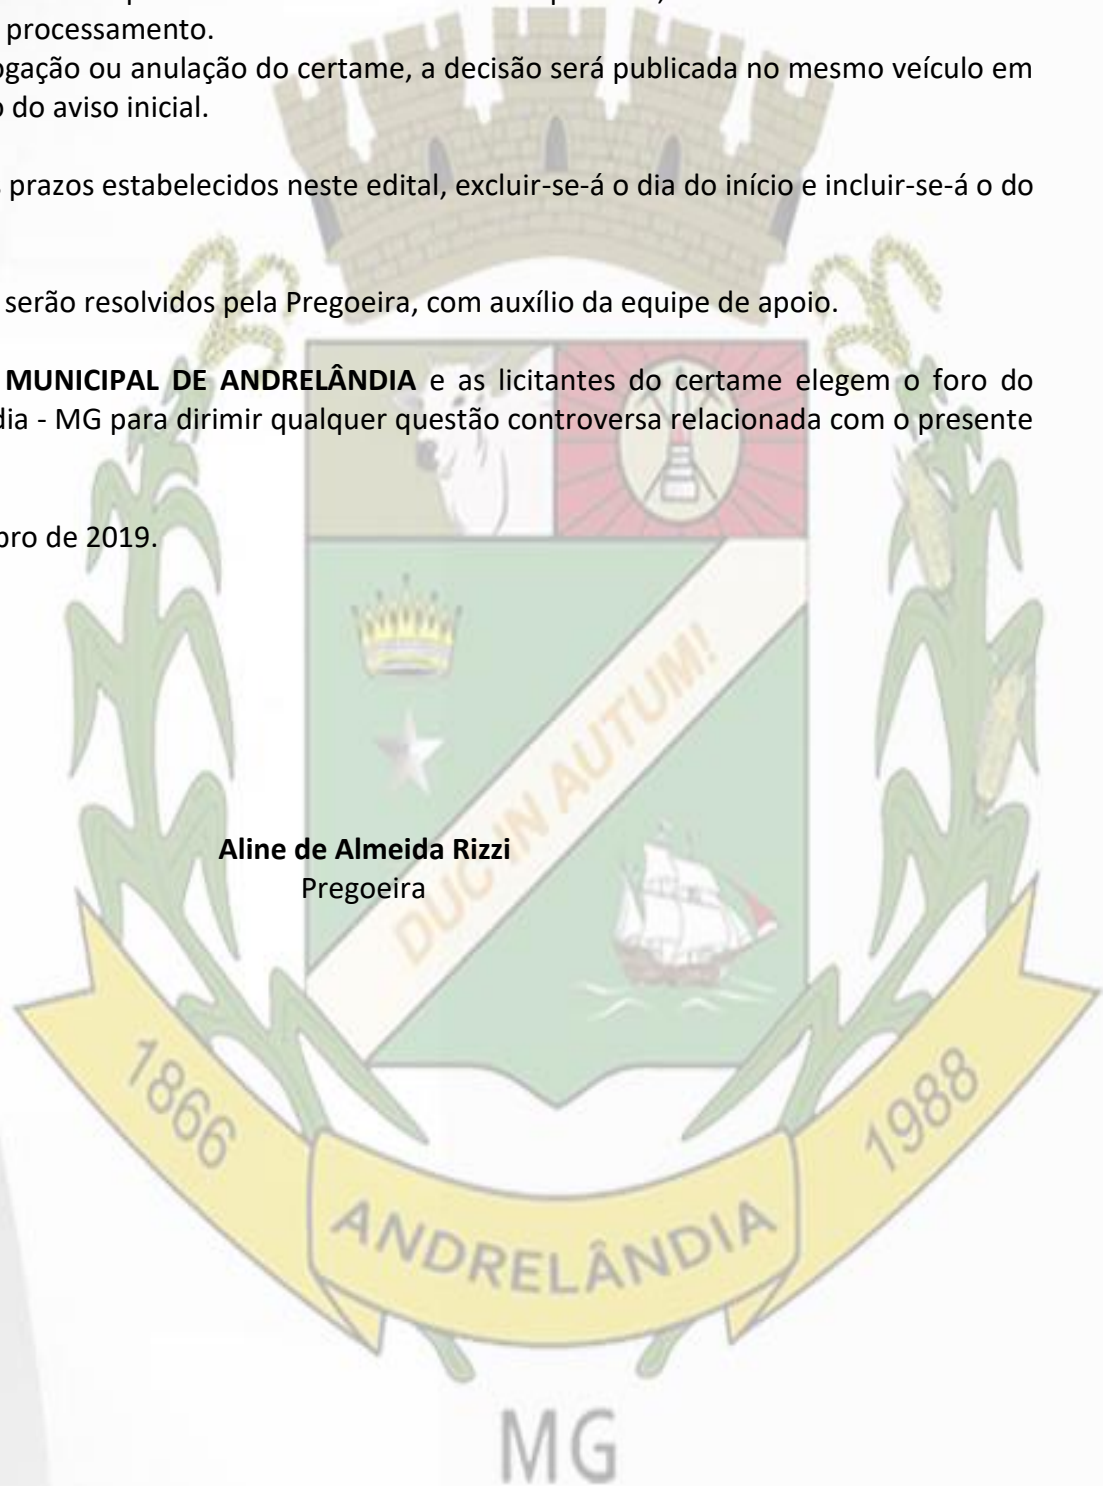 processamento.
ogação ou anulação do certame, a decisão será publicada no mesmo veículo em
o do aviso inicial.
s prazos estabelecidos neste edital, excluir-se-á o dia do início e incluir-se-á o do
serão resolvidos pela Pregoeira, com auxílio da equipe de apoio.
MUNICIPAL DE ANDRELÂNDIA e as licitantes do certame elegem o foro do
dia - MG para dirimir qualquer questão controversa relacionada com o presente
bro de 2019.
DUC IN AUTUM!
Aline de Almeida Rizzi
Pregoeira
1866
ANDRELÂNDIA
1988
MG